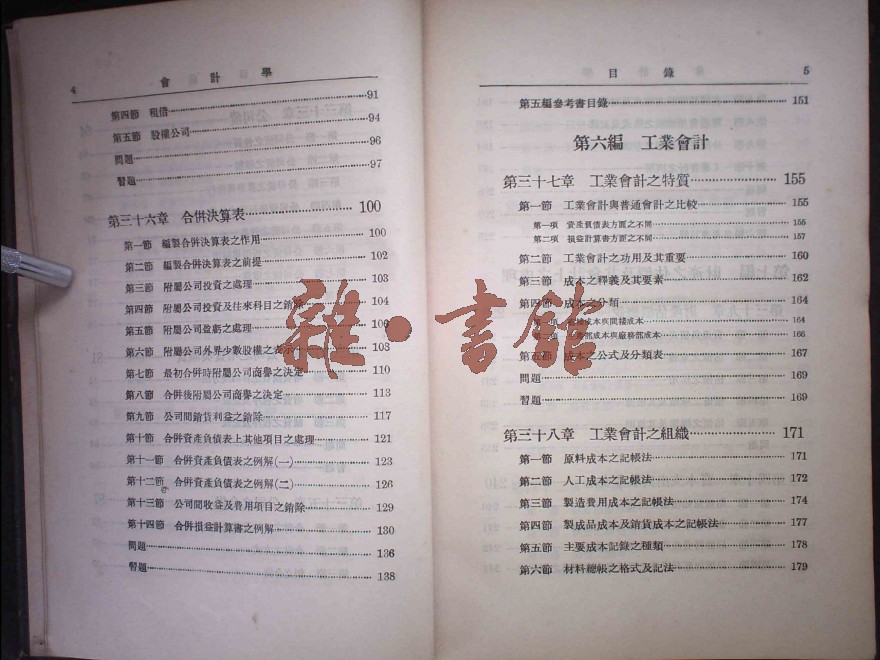 4 會計學
第四節 租借 91
第五節 股權公司 94
問題 96
習題 97
第三十六章 合併決算表 100
第一節 編製合併決算表之作用 100
第二節 編製合併決算表之前提 102
第三節 附屬公司投資之處理 103
第四節 附屬公司投資及往來科目之銷除 104
第五節 附屬公司盈虧之處理 106
第六節 附屬公司外界少數股權之表示 108
第七節 最初合併時附屬公司商譽之決定 110
第八節 合併後附屬公司商譽之決定 113
第九節 公司間銷貨利益之銷除 117
第十節 合併資產負債表上其他項目之處理 121
第十一節 合併資產負債表之例解(一) 123
第十二節 合併資產負債表之例解(二) 126
第十三節 公司間收益及費用項目之銷除 129
第十四節 合併損益計算書之例解 130
問題 136
習題 138
目錄 5
第五編參考書目錄 151
第六編 工業會計
第三十七章 工業會計之特質 155
第一節 工業會計與普通會計之比較 155
第一項 資產負債表方面之不同 155
第二項 損益計算書方面之不同 157
第二節 工業會計之功用及其重要 160
第三節 成本之釋義及其要素 162
第四節 成本之分類 164
第一項 接成本與間接成本 164
第二項 部成本與廠務部成本 166
第五節 成本之公式及分類表 167
問題 169
習題 169
第三十八章 工業會計之組織 171
第一節 原料成本之記帳法 171
第二節 人工成本之記帳法 172
第三節 製造費用成本之記帳法 174
第四節 製成品成本及銷貨成本之記帳法 177
第五節 主要成本記錄之種類 178
第六節 材料總帳之格式及記法 179
雜·書館